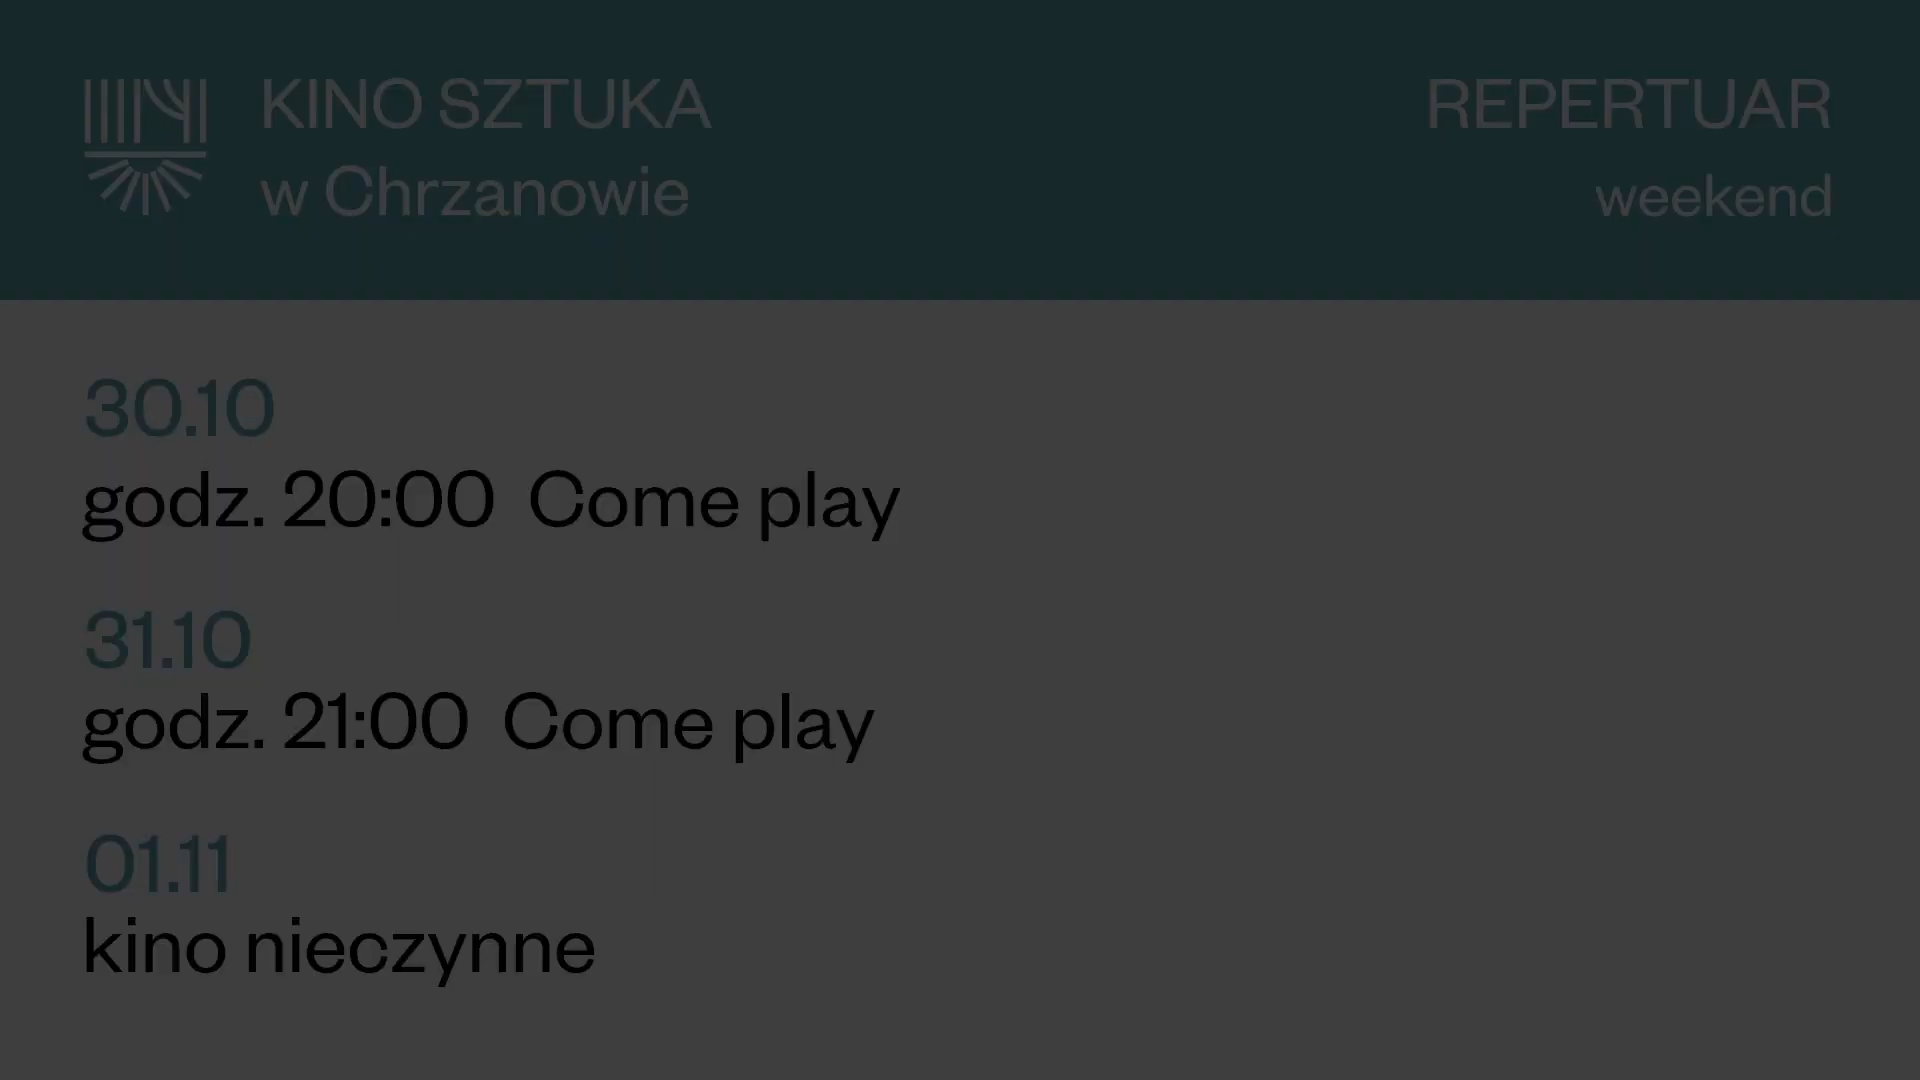 KINO SZTUKA
w Chrzanowie
REPERTUAR
weekend
30.10
godz. 20:00 Come play
31.10
godz. 21:00 Come play
01.11
kino nieczynne